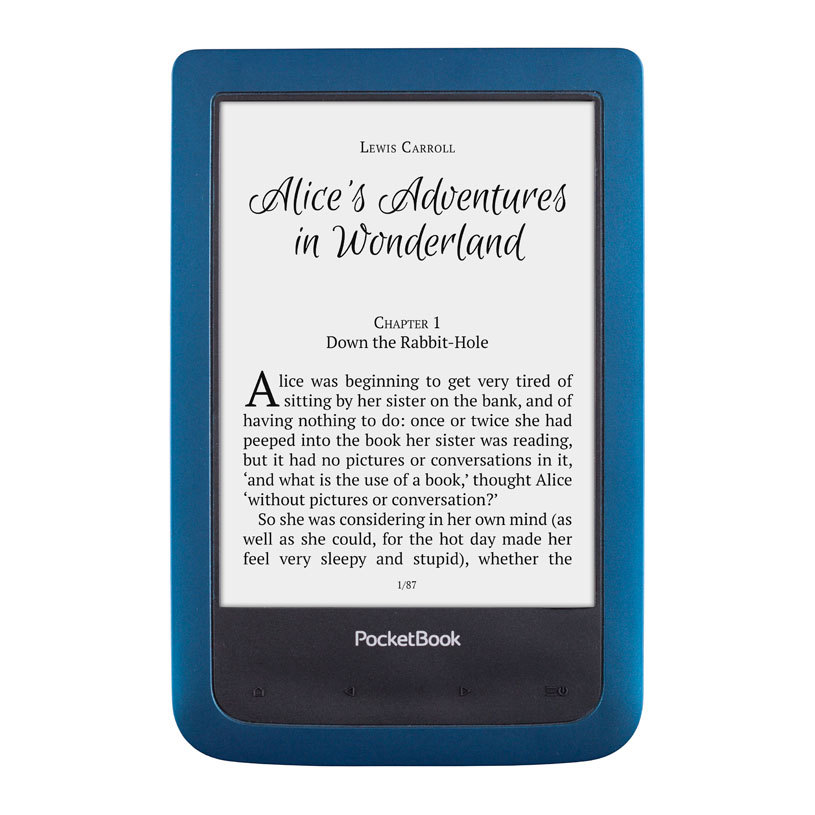 Lewis Carroll
Alice's Adventures
in Wonderland
Chapter 1
Down the Rabbit-Hole
Alice was beginning to get very tired of
sitting by her sister on the bank, and of
having nothing to do: once or twice she had
peeped into the book her sister was reading,
but it had no pictures or conversations in it,
‘and what is the use of a book,’ thought Alice
‘without pictures or conversation?’
So she was considering in her own mind (as
well as she could, for the hot day made her
feel very sleepy and stupid), whether the
1/87
PocketBook